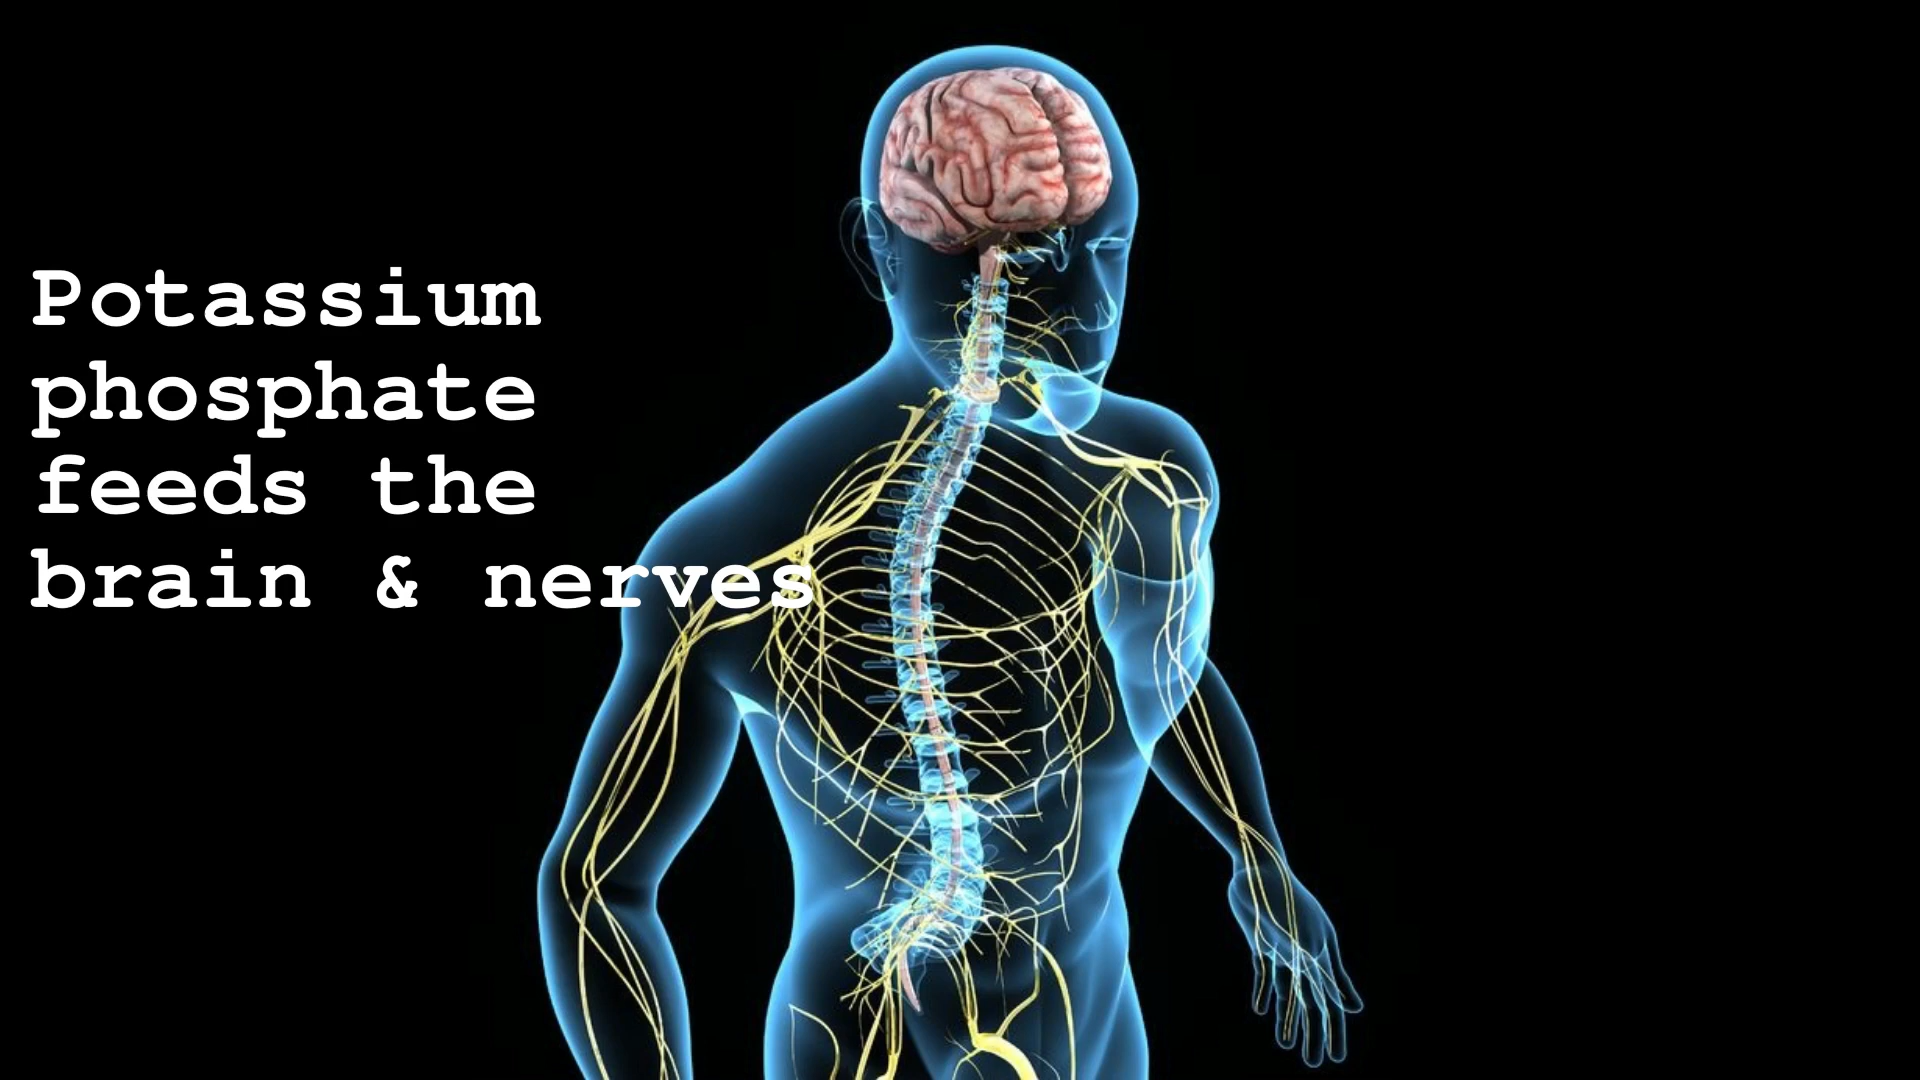 Potassium
phosphate
feeds the
brain & nerves